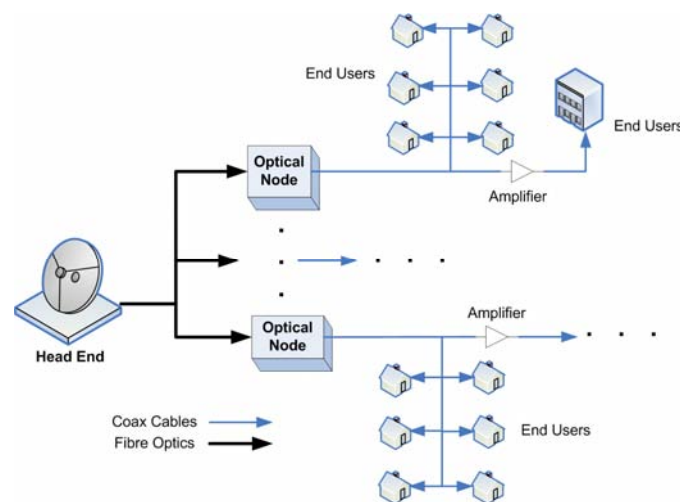 End Users
End Users
Optical
Node
Amplifier
Amplifier
Optical
Node
Head End
Coax Cables
Fibre Optics
End Users